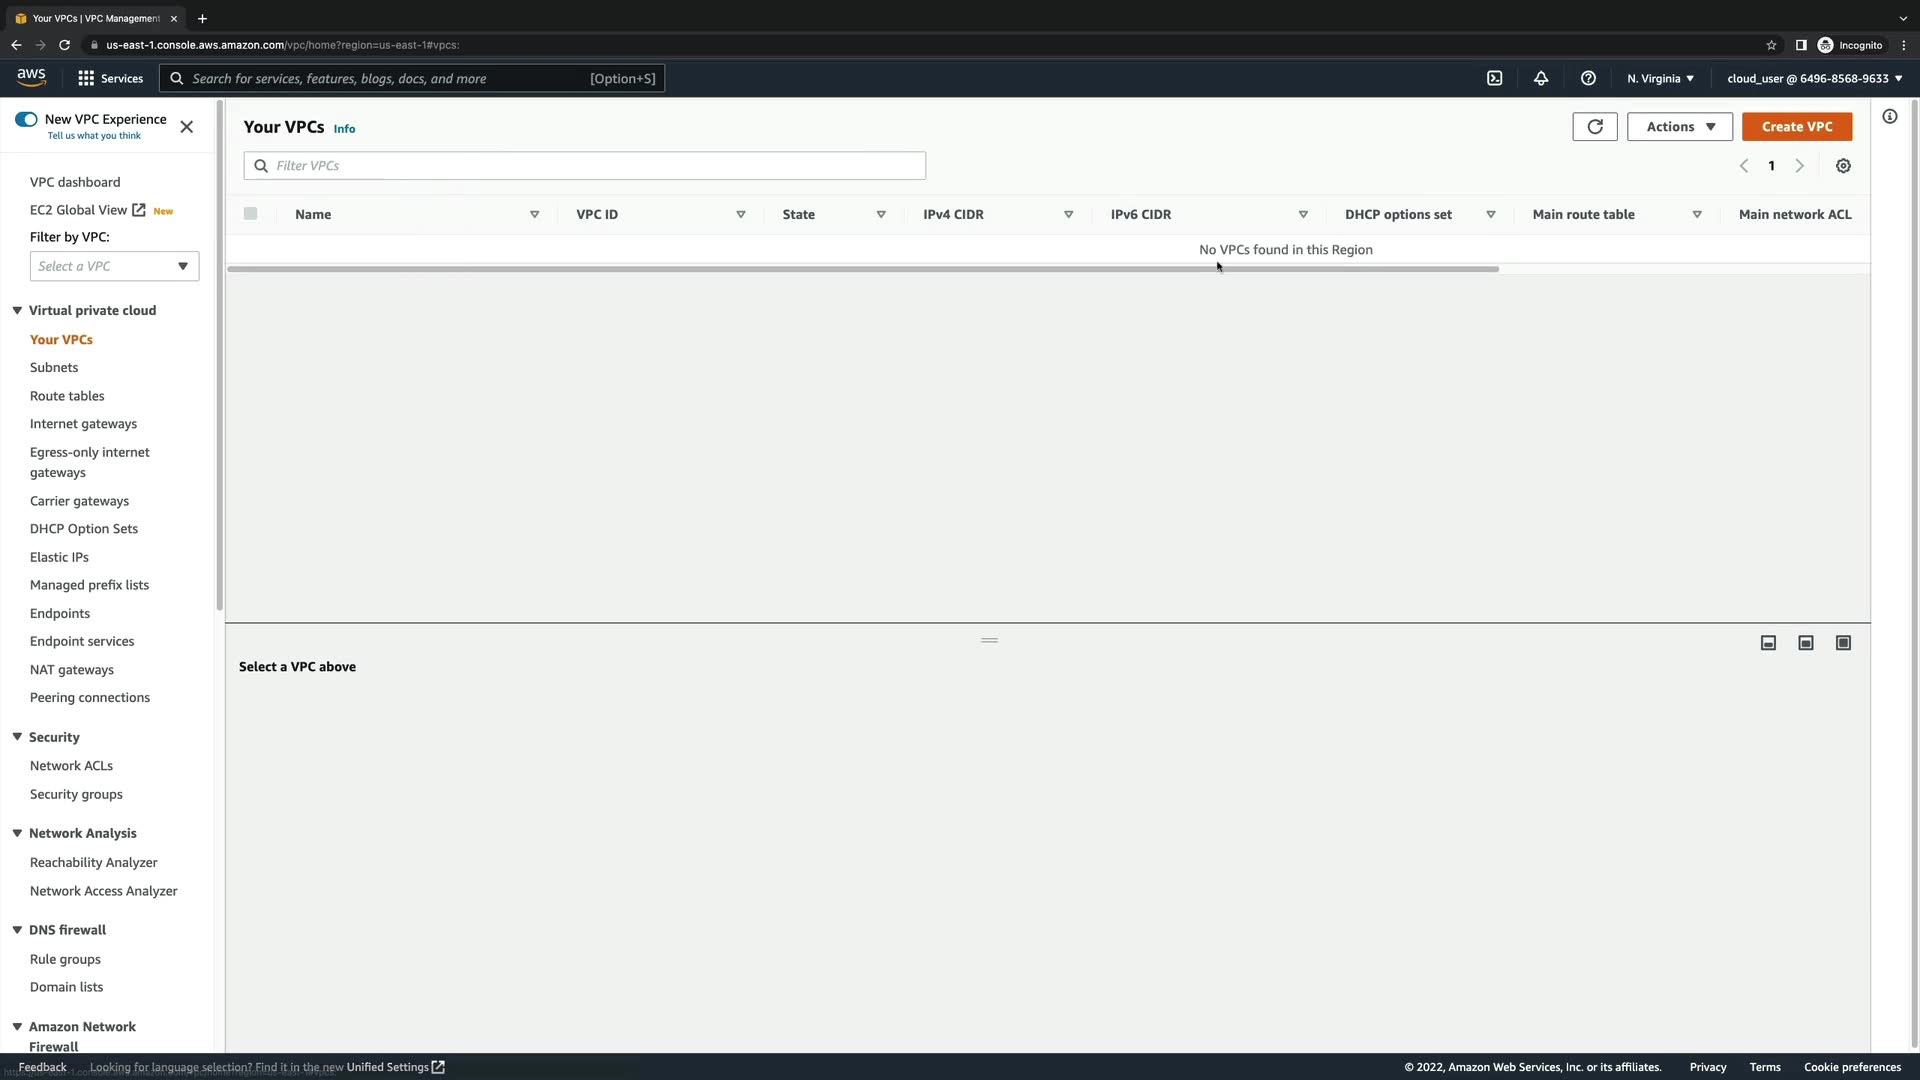 Your VPCs | VPC Management
us-east-1.console.aws.amazon.com/vpc/home?region=us-east-1#vpcs:
Incognito
aws
Services
Search for services, features, blogs, docs, and more
[Option+S]
N. Virginia
cloud_user @ 6496-8568-9633
New VPC Experience
Tell us what you think
VPC dashboard
EC2 Global View New
Filter by VPC:
Select a VPC
Virtual private cloud
Your VPCs
Subnets
Route tables
Internet gateways
Egress-only internet
gateways
Carrier gateways
DHCP Option Sets
Elastic IPs
Managed prefix lists
Endpoints
Endpoint services
NAT gateways
Peering connections
Security
Network ACLs
Security groups
Network Analysis
Reachability Analyzer
Network Access Analyzer
DNS firewall
Rule groups
Domain lists
Amazon Network
Firewall
Your VPCs Info
Actions
Create VPC
Filter VPCs
1
Name VPC ID State IPv4 CIDR IPv6 CIDR DHCP options set Main route table Main network ACL
No VPCs found in this Region
Select a VPC above
Feedback
Looking for language selection? Find it in the new Unified Settings
© 2022, Amazon Web Services, Inc. or its affiliates.
Privacy
Terms
Cookie preferences